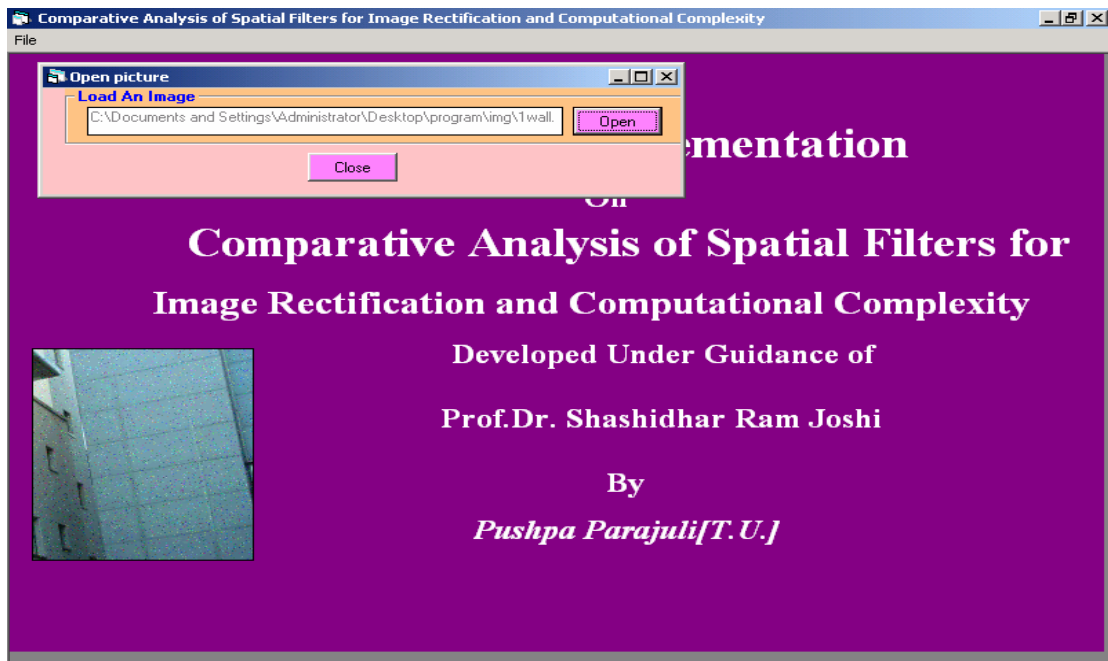 Comparative Analysis of Spatial Filters for Image Rectification and Computational Complexity
File
Open picture
Load An Image
C:\Documents and Settings\Administrator\Desktop\program\img\1wall.
Open
Close
ementation
On
Comparative Analysis of Spatial Filters for
Image Rectification and Computational Complexity
Developed Under Guidance of
Prof.Dr. Shashidhar Ram Joshi
By
Pushpa Parajuli[T.U.]